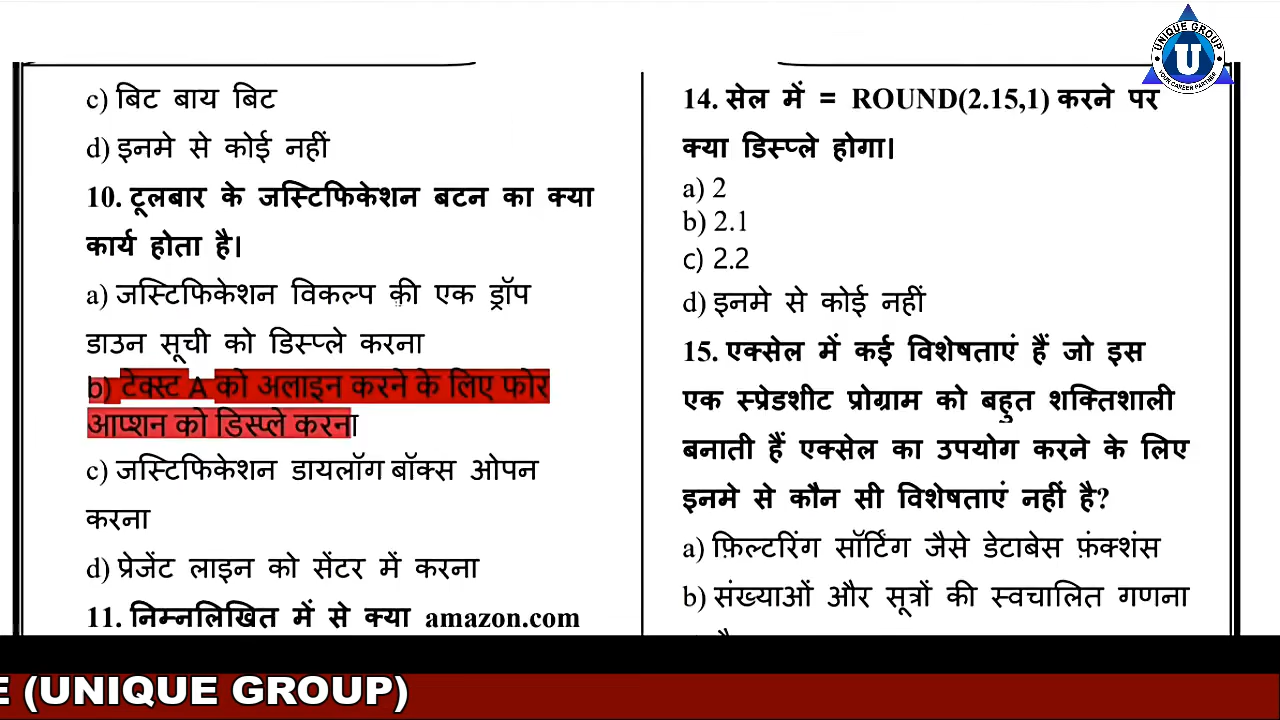 c) बिट बाय बिट
d) इनमे से कोई नहीं
10. टूलबार के जस्टिफिकेशन बटन का क्या
कार्य होता है।
a) जस्टिफिकेशन विकल्प की एक ड्रॉप
डाउन सूची को डिस्प्ले करना
b) टेक्स्ट A को अलाइन करने के लिए फोर
आप्शन को डिस्प्ले करना
c) जस्टिफिकेशन डायलॉग बॉक्स ओपन
करना
d) प्रेजेंट लाइन को सेंटर में करना
11. निम्नलिखित में से क्या amazon.com
14. सेल में = ROUND(2.15,1) करने पर
क्या डिस्प्ले होगा।
a) 2
b) 2.1
c) 2.2
d) इनमे से कोई नहीं
15. एक्सेल में कई विशेषताएं हैं जो इस
एक स्प्रेडशीट प्रोग्राम को बहुत शक्तिशाली
बनाती हैं एक्सेल का उपयोग करने के लिए
इनमे से कौन सी विशेषताएं नहीं है?
a) फ़िल्टरिंग सॉर्टिंग जैसे डेटाबेस फ़ंक्शंस
b) संख्याओं और सूत्रों की स्वचालित गणना
UNIQUE GROUP
U
YOUR CAREER PARTNER
E (UNIQUE GROUP)